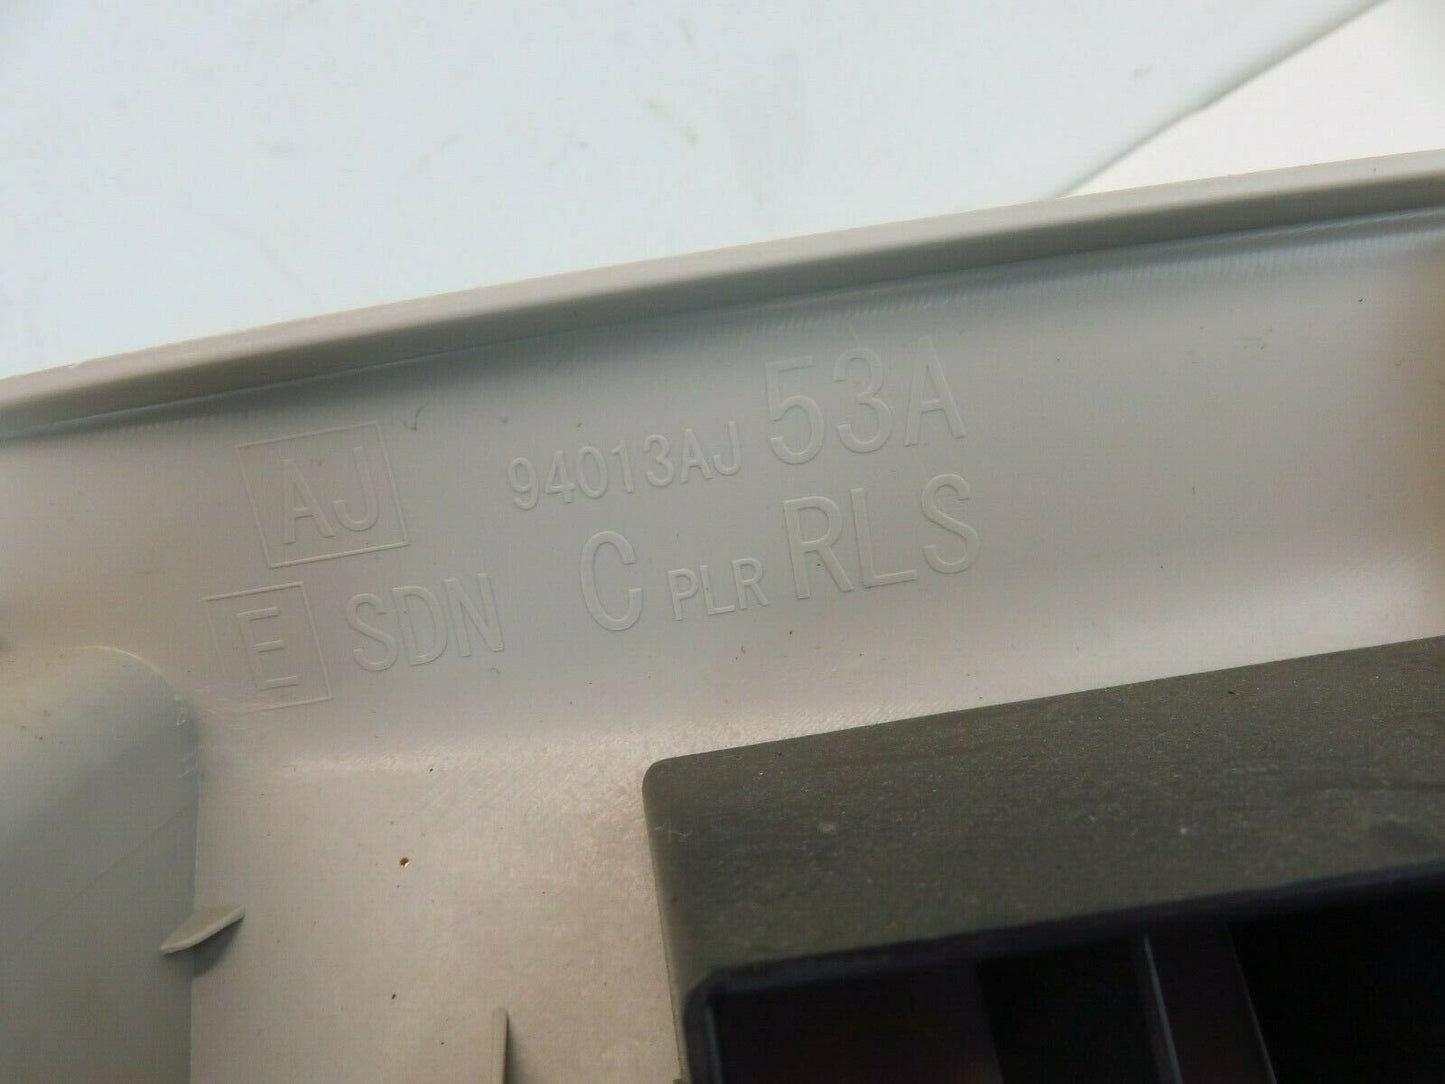 AJ 94013AJ 53A
E SDN C PLR RLS